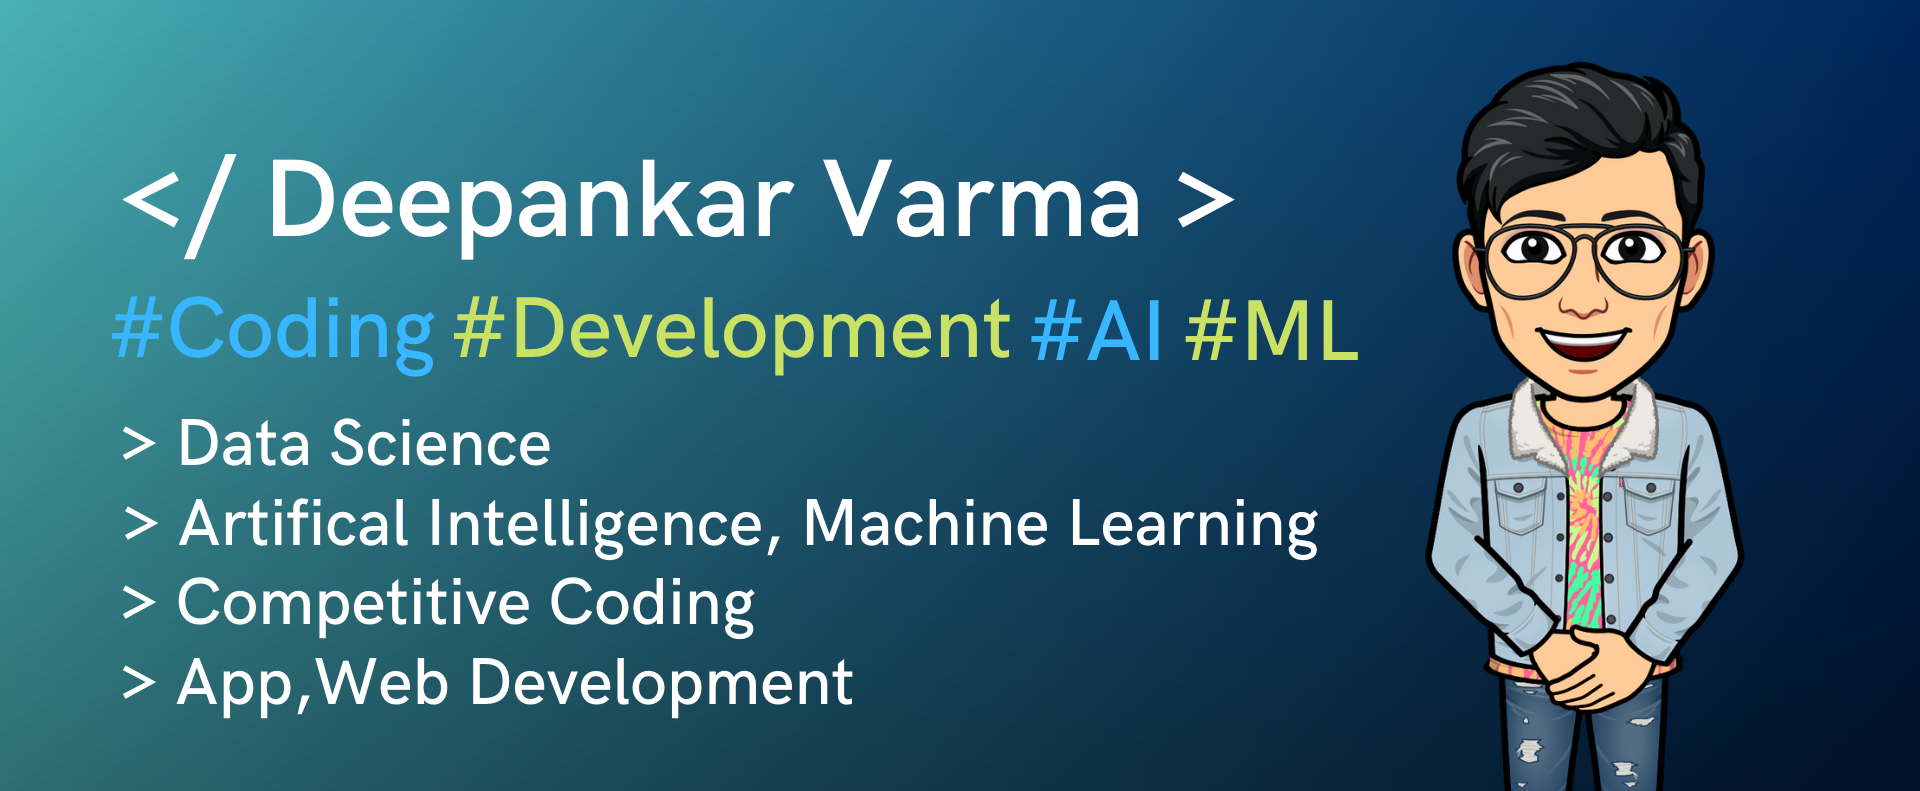 </ Deepankar Varma >
#Coding #Development #AI #ML
> Data Science
> Artifical Intelligence, Machine Learning
> Competitive Coding
> App,Web Development